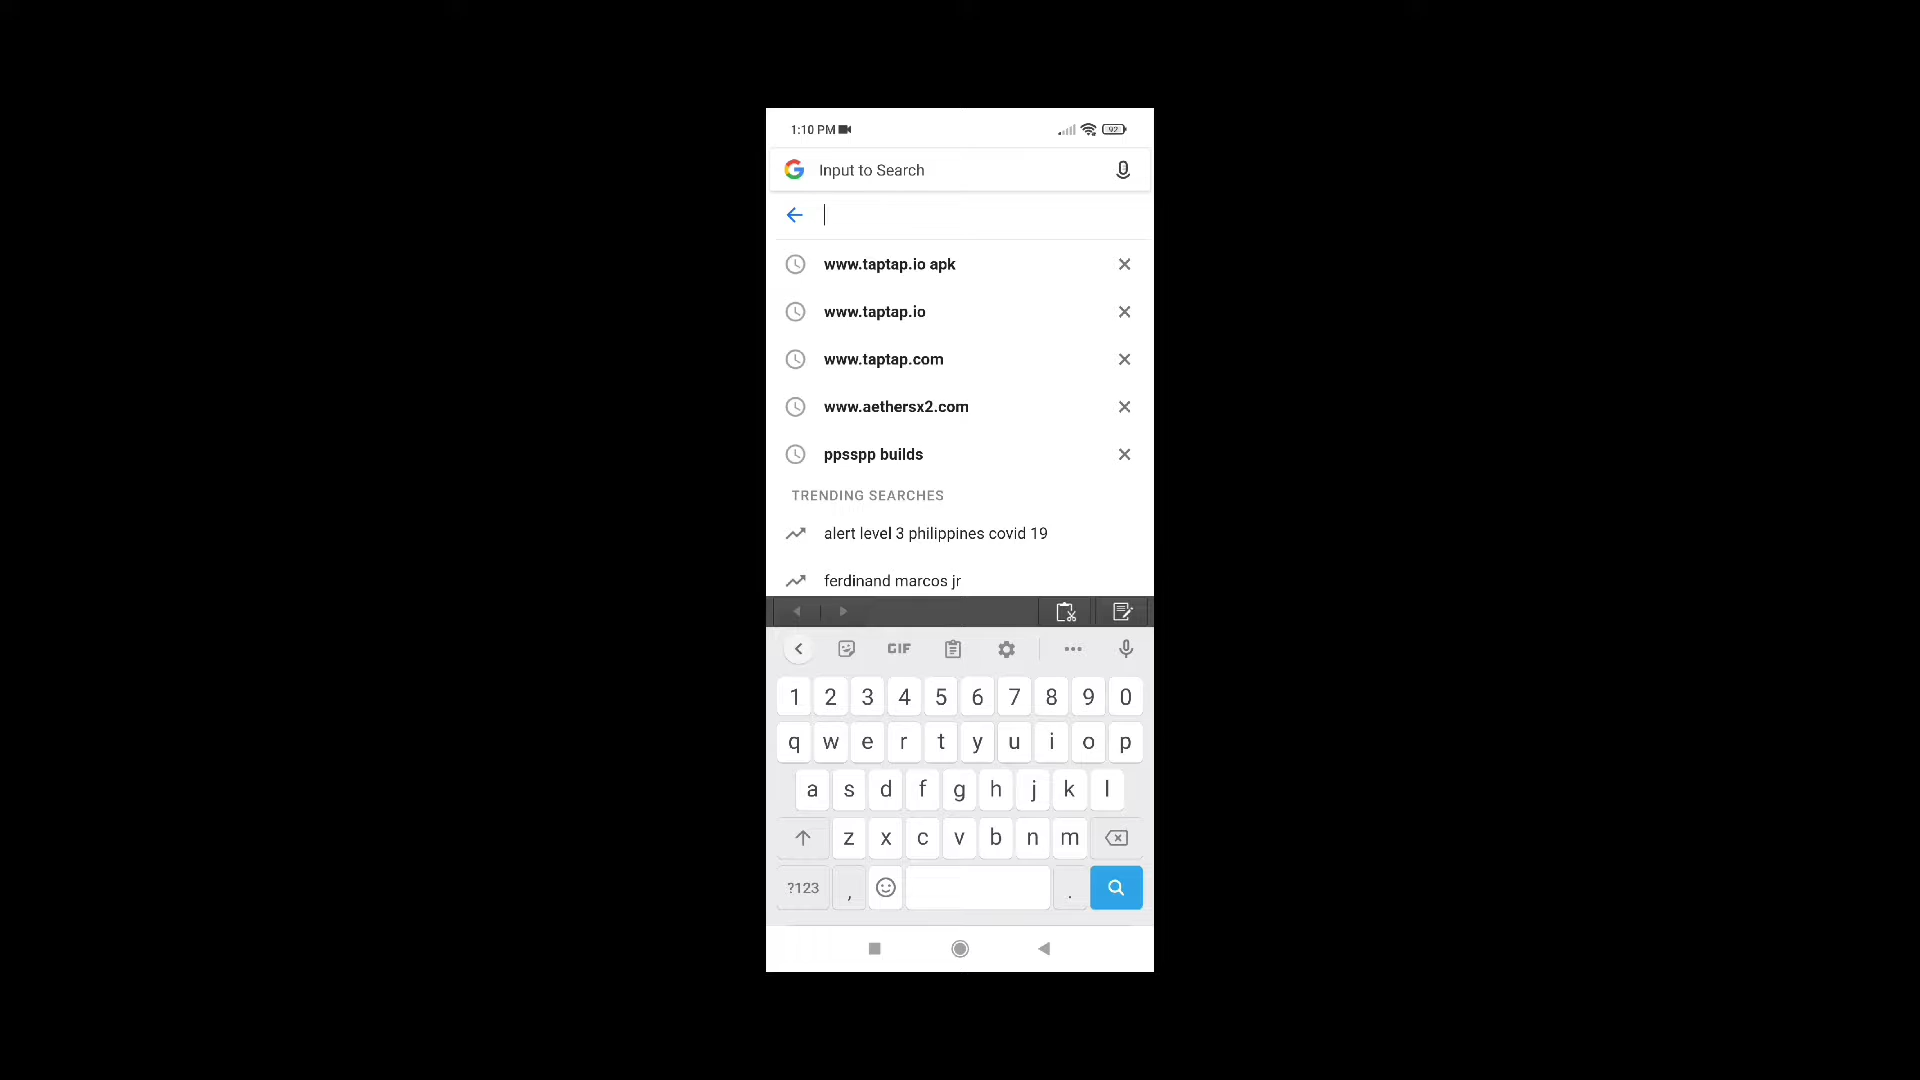 1:10 PM
92
Input to Search
www.taptap.io apk
www.taptap.io
www.taptap.com
www.aethersx2.com
ppsspp builds
TRENDING SEARCHES
alert level 3 philippines covid 19
ferdinand marcos jr
GIF
1 2 3 4 5 6 7 8 9 0
q w e r t y u i o p
a s d f g h j k l
z x c v b n m
?123 , .